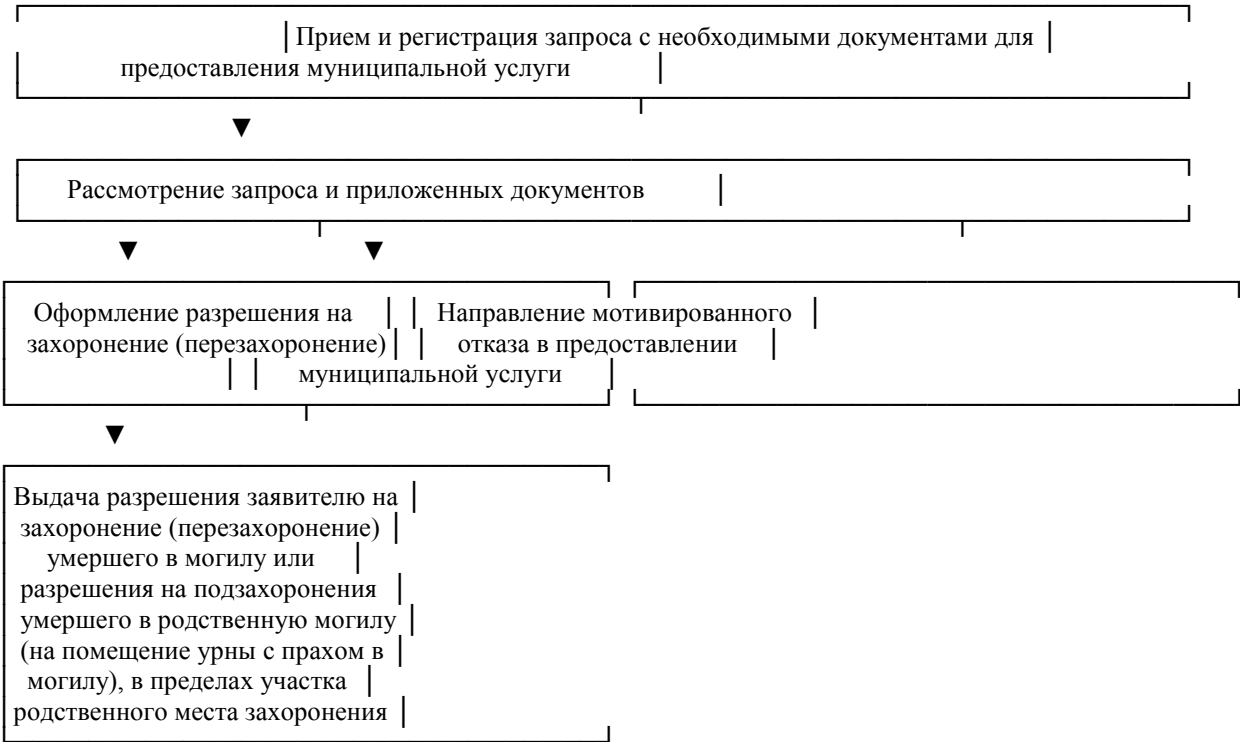 Прием и регистрация запроса с необходимыми документами для
предоставления муниципальной услуги
Рассмотрение запроса и приложенных документов
Оформление разрешения на
захоронение (перезахоронение)
Направление мотивированного
отказа в предоставлении
муниципальной услуги
Выдача разрешения заявителю на
захоронение (перезахоронение)
умершего в могилу или
разрешения на подзахоронения
умершего в родственную могилу
(на помещение урны с прахом в
могилу), в пределах участка
родственного места захоронения